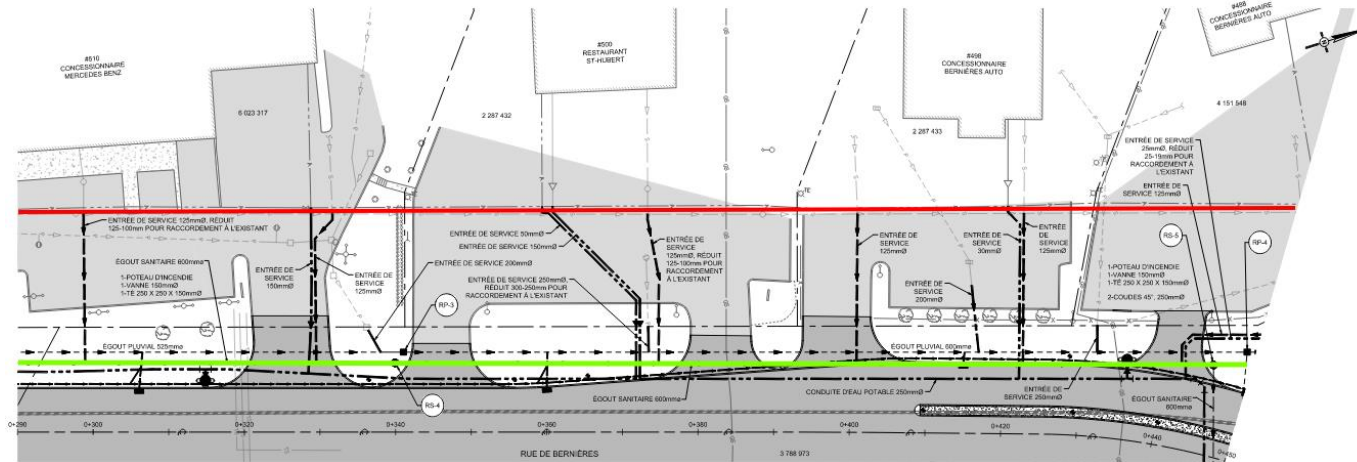 #510
CONCESSIONNAIRE
MERCEDES BENZ
6 023 317
#500
RESTAURANT
ST-HUBERT
2 287 432
#498
CONCESSIONNAIRE
BERNIÈRES AUTO
2 287 433
#488
CONCESSIONNAIRE
BERNIÈRES AUTO
4 151 548
ENTRÉE DE SERVICE
25mmØ, RÉDUIT
25-19mm POUR
RACCORDEMENT À
L'EXISTANT
ENTRÉE DE
SERVICE 125mmØ
TE
ENTRÉE DE SERVICE 125mmØ, RÉDUIT
125-100mm POUR RACCORDEMENT À L'EXISTANT
ÉGOUT SANITAIRE 600mmø
1-POTEAU D'INCENDIE
1-VANNE 150mmØ
1-TÉ 250 X 250 X 150mmØ
ENTRÉE DE
SERVICE
150mmØ
ENTRÉE DE
SERVICE
125mmØ
ENTRÉE DE SERVICE 50mmØ
ENTRÉE DE SERVICE 150mmØ
ENTRÉE DE SERVICE 200mmØ
ENTRÉE DE SERVICE 250mmØ,
RÉDUIT 300-250mm POUR
RACCORDEMENT À L'EXISTANT
ENTRÉE DE
SERVICE
125mmØ, RÉDUIT
125-100mm POUR
RACCORDEMENT
À L'EXISTANT
ENTRÉE DE
SERVICE
125mmØ
ENTRÉE DE
SERVICE
30mmØ
ENTRÉE DE
SERVICE
125mmØ
ENTRÉE DE
SERVICE
200mmØ
RS-5
RP-4
1-POTEAU D'INCENDIE
1-VANNE 150mmØ
1-TÉ 250 X 250 X 150mmØ
2-COUDES 45°, 250mmØ
RP-3
ÉGOUT PLUVIAL 525mmø
ÉGOUT PLUVIAL 600mmø
RS-4
ÉGOUT SANITAIRE 600mmø
CONDUITE D'EAU POTABLE 250mmØ
ENTRÉE DE
SERVICE 250mmØ
ÉGOUT SANITAIRE
600mmø
0+290
0+300
0+320
0+340
0+360
0+380
0+400
0+420
0+440
0+450
RUE DE BERNIÈRES
3 788 973